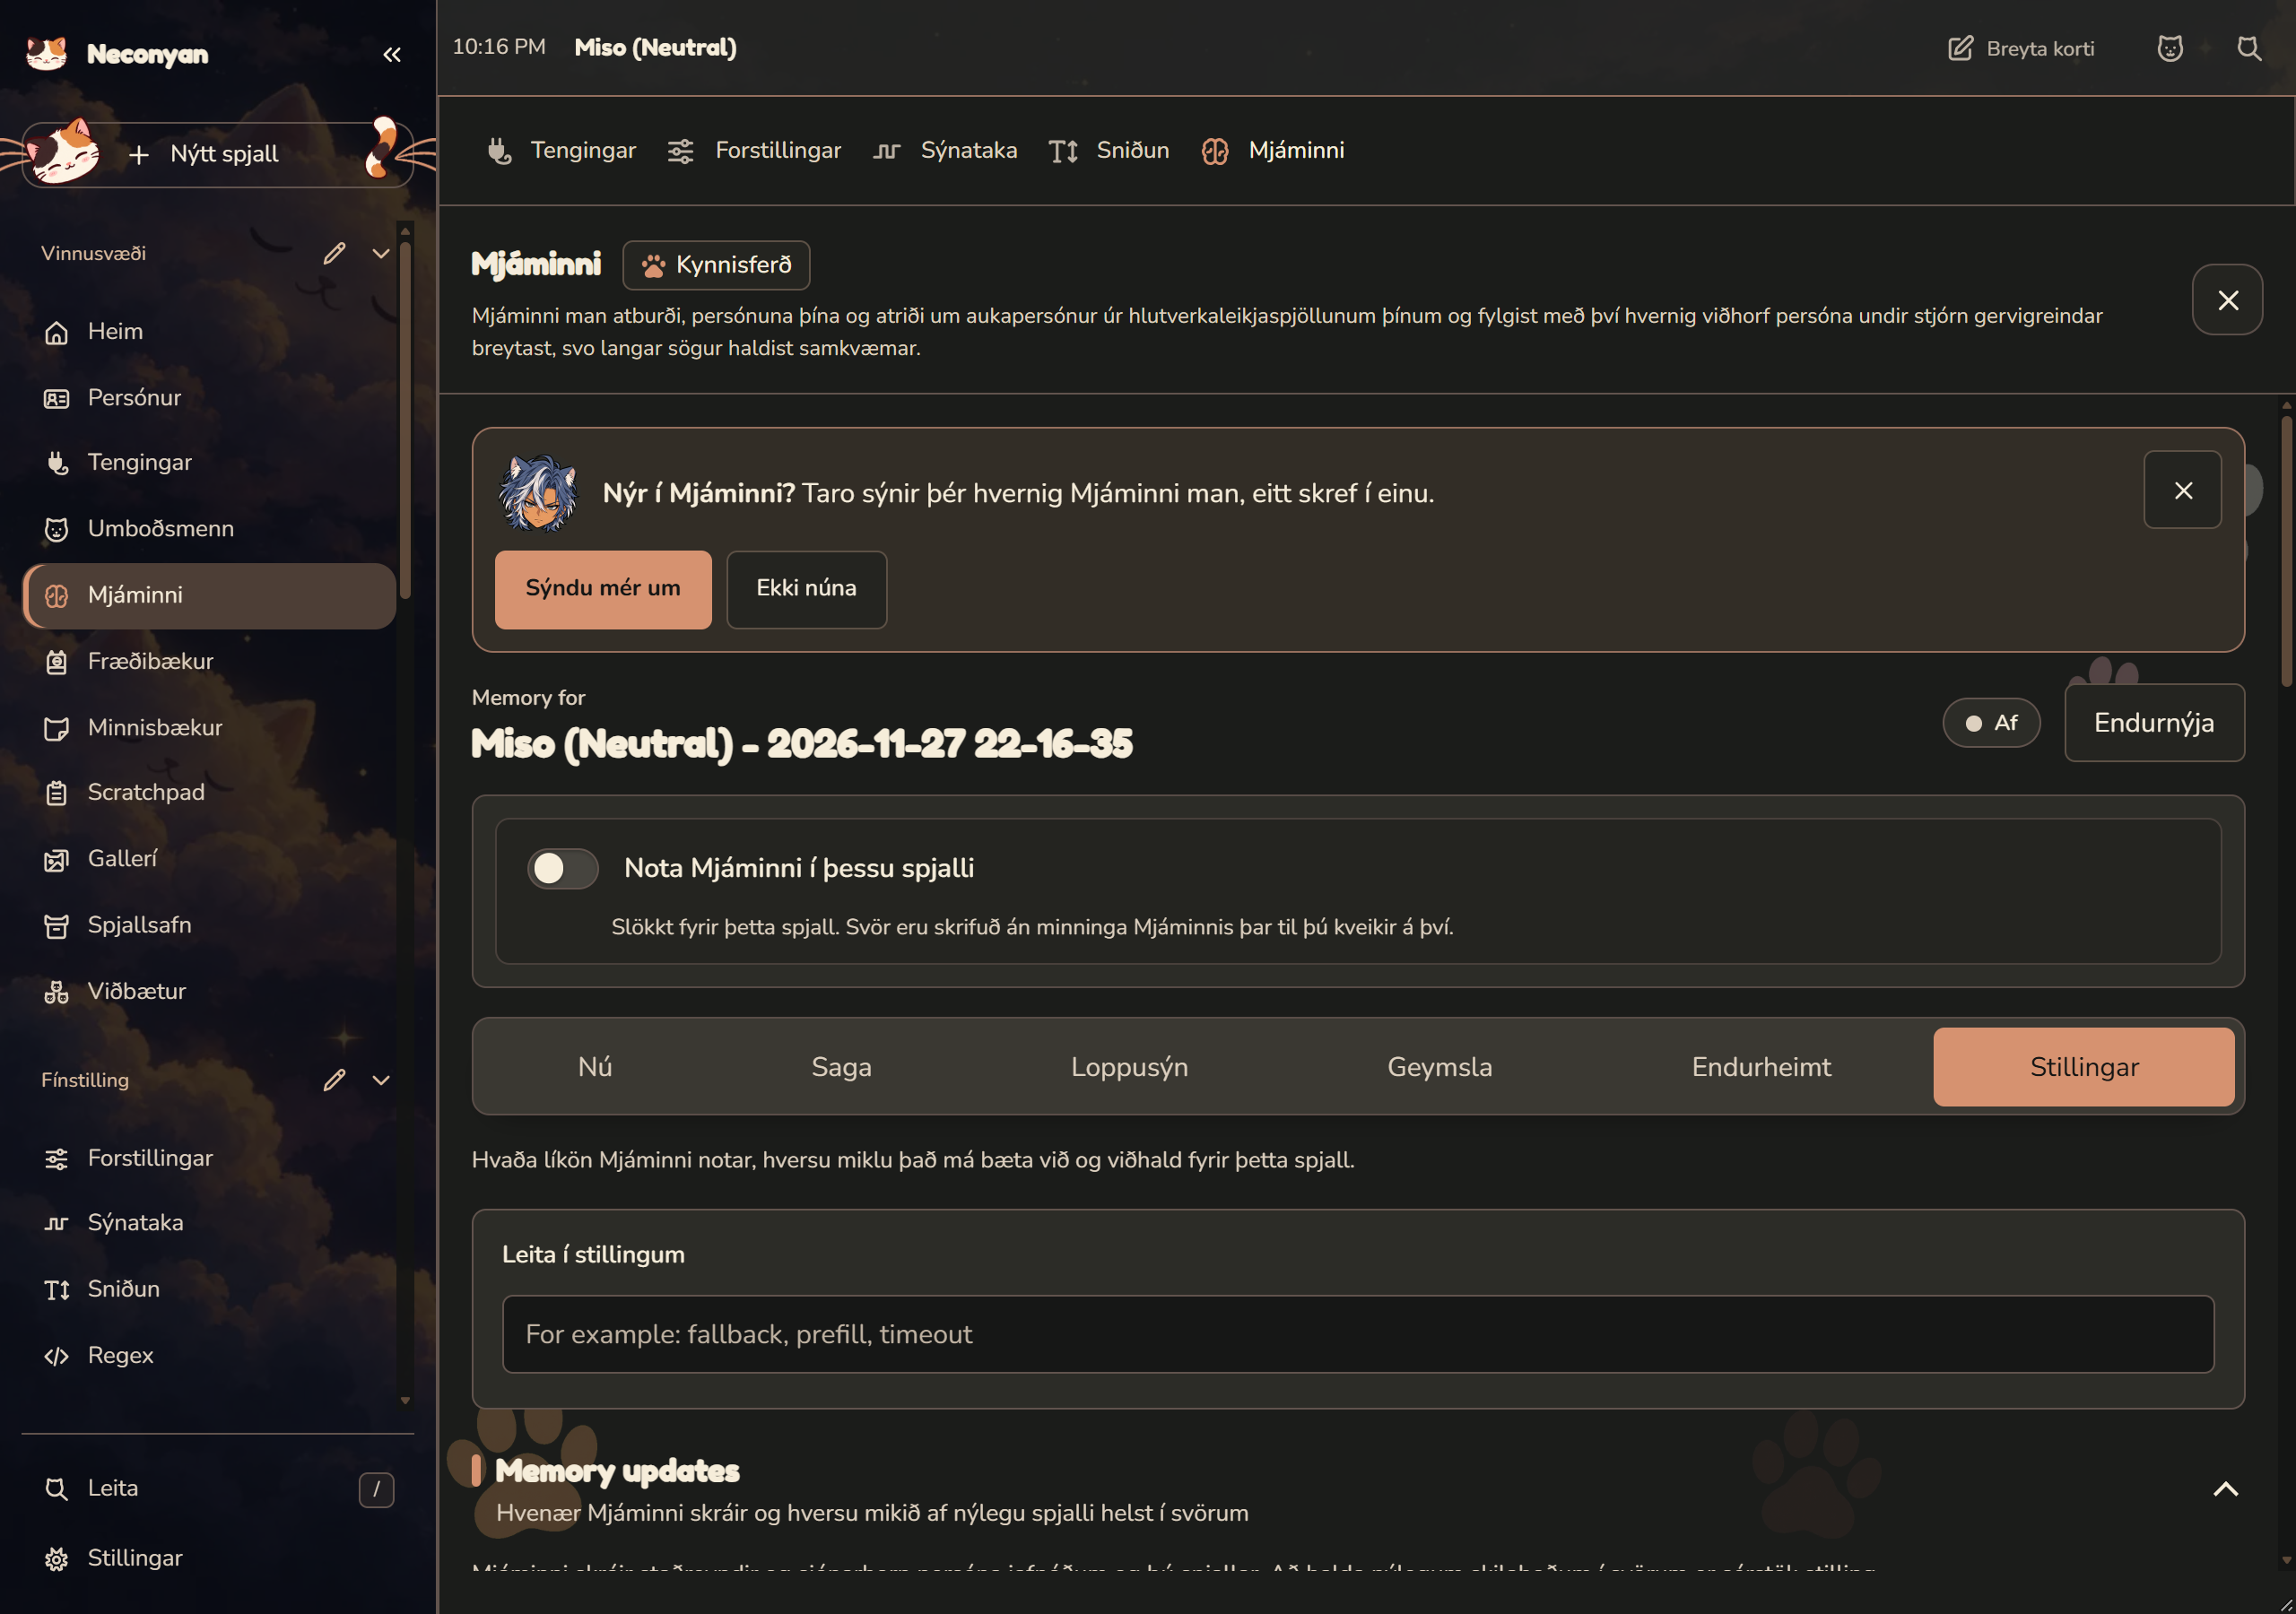 Neconyan
Nýtt spjall
Vinnusvæði
Heim
Persónur
Tengingar
Umboðsmenn
Mjáminni
Fræðibækur
Minnisbækur
Scratchpad
Gallerí
Spjallsafn
Viðbætur
Fínstilling
Forstillingar
Sýnataka
Sniðun
Regex
Leita /
Stillingar
10:16 PM Miso (Neutral) Breyta korti
Tengingar Forstillingar Sýnataka Sniðun Mjáminni
Mjáminni Kynnisferð
Mjáminni man atburði, persónuna þína og atriði um aukapersónur úr hlutverkaleikjaspjöllunum þínum og fylgist með því hvernig viðhorf persóna undir stjórn gervigreindar
breytast, svo langar sögur haldist samkvæmar.
Nýr í Mjáminni? Taro sýnir þér hvernig Mjáminni man, eitt skref í einu.
Sýndu mér um Ekki núna
Memory for
Miso (Neutral) - 2026-11-27 22-16-35
Af Endurnýja
Nota Mjáminni í þessu spjalli
Slökkt fyrir þetta spjall. Svör eru skrifuð án minninga Mjáminnis þar til þú kveikir á því.
Nú Saga Loppusýn Geymsla Endurheimt Stillingar
Hvaða líkön Mjáminni notar, hversu miklu það má bæta við og viðhald fyrir þetta spjall.
Leita í stillingum
For example: fallback, prefill, timeout
Memory updates
Hvenær Mjáminni skráir og hversu mikið af nýlegu spjalli helst í svörum